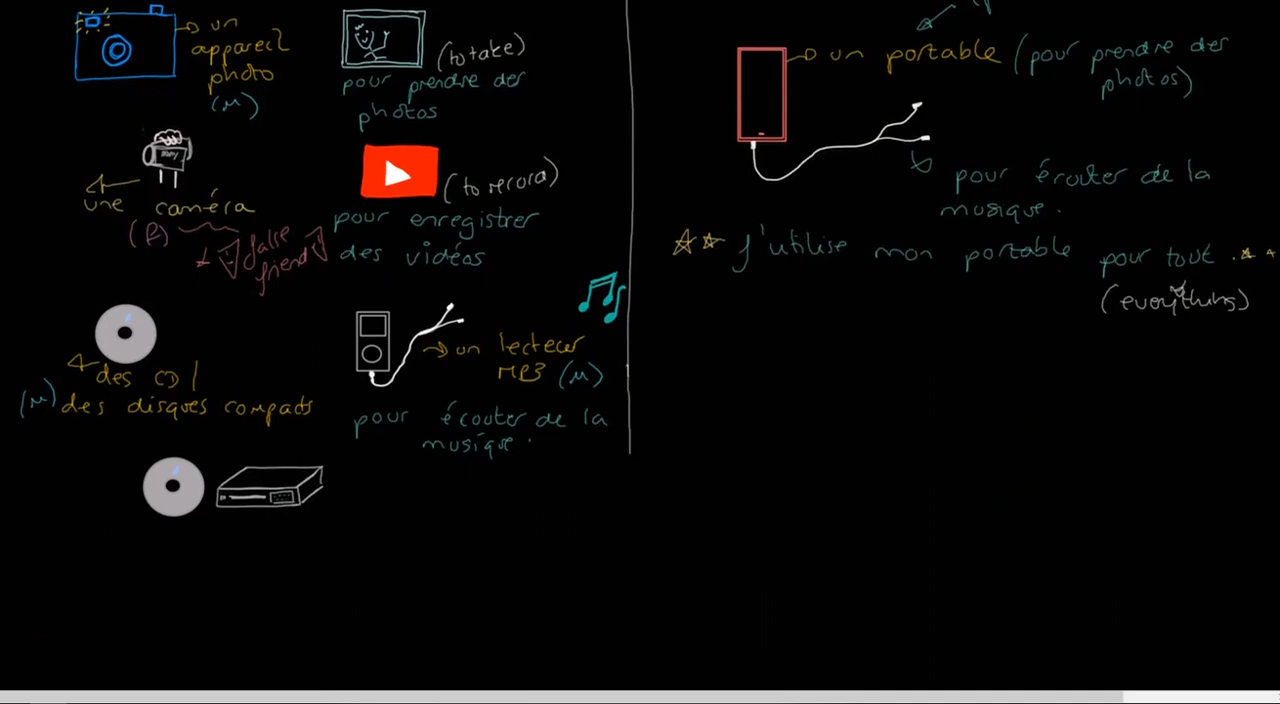 un
appareil
photo
(M)
(to take)
pour prendre des
photos
SONY
une caméra
(F)
false
friend
(to record)
pour enregistrer
des vidéos
des CD /
(M) des disques compacts
un lecteur
MP3 (M)
pour écouter de la
musique.
un portable (pour prendre des
photos)
pour écouter de la
musique.
J'utilise mon portable pour tout.
(everything)